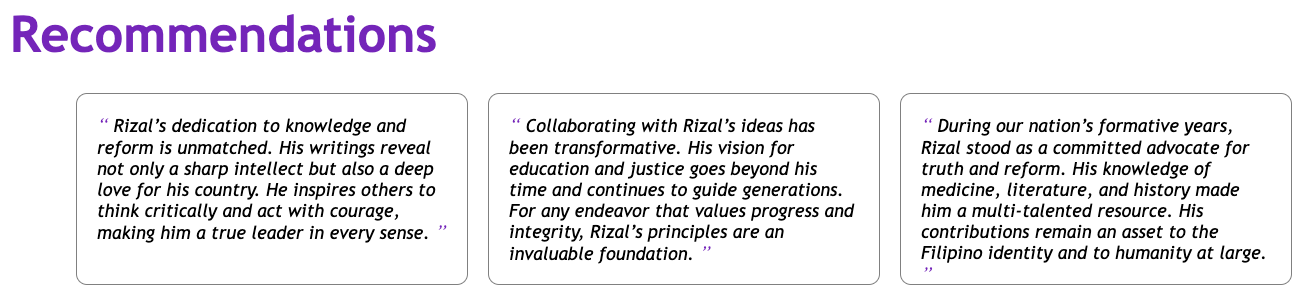 Recommendations
“ Rizal’s dedication to knowledge and
reform is unmatched. His writings reveal
not only a sharp intellect but also a deep
love for his country. He inspires others to
think critically and act with courage,
making him a true leader in every sense. ”
“ Collaborating with Rizal’s ideas has
been transformative. His vision for
education and justice goes beyond his
time and continues to guide generations.
For any endeavor that values progress and
integrity, Rizal’s principles are an
invaluable foundation. ”
“ During our nation’s formative years,
Rizal stood as a committed advocate for
truth and reform. His knowledge of
medicine, literature, and history made
him a multi-talented resource. His
contributions remain an asset to the
Filipino identity and to humanity at large.
”